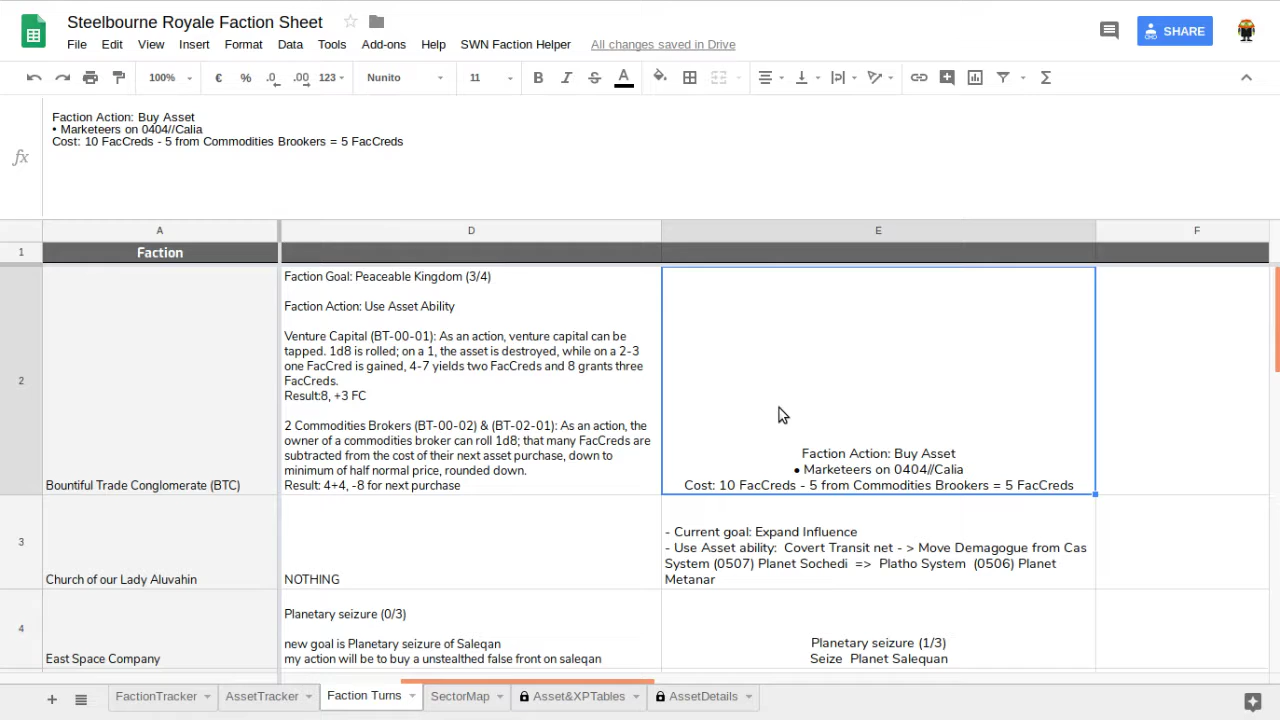 Steelbourne Royale Faction Sheet
File Edit View Insert Format Data Tools Add-ons Help SWN Faction Helper All changes saved in Drive
SHARE
100% € % .0 .00 123 Nunito 11 B I S A Σ
Faction Action: Buy Asset
• Marketeers on 0404//Calia
Cost: 10 FacCreds - 5 from Commodities Brookers = 5 FacCreds
fx
A D E F
1 Faction
2
Bountiful Trade Conglomerate (BTC)
Faction Goal: Peaceable Kingdom (3/4)
Faction Action: Use Asset Ability
Venture Capital (BT-00-01): As an action, venture capital can be
tapped. 1d8 is rolled; on a 1, the asset is destroyed, while on a 2-3
one FacCred is gained, 4-7 yields two FacCreds and 8 grants three
FacCreds.
Result:8, +3 FC
2 Commodities Brokers (BT-00-02) & (BT-02-01): As an action, the
owner of a commodities broker can roll 1d8; that many FacCreds are
subtracted from the cost of their next asset purchase, down to
minimum of half normal price, rounded down.
Result: 4+4, -8 for next purchase
Faction Action: Buy Asset
• Marketeers on 0404//Calia
Cost: 10 FacCreds - 5 from Commodities Brookers = 5 FacCreds
3
Church of our Lady Aluvahin
NOTHING
- Current goal: Expand Influence
- Use Asset ability: Covert Transit net - > Move Demagogue from Cas
System (0507) Planet Sochedi => Platho System (0506) Planet
Metanar
4
East Space Company
Planetary seizure (0/3)
new goal is Planetary seizure of Saleqan
my action will be to buy a unstealthed false front on saleqan
Planetary seizure (1/3)
Seize Planet Salequan
+ FactionTracker AssetTracker Faction Turns SectorMap Asset&XPTables AssetDetails